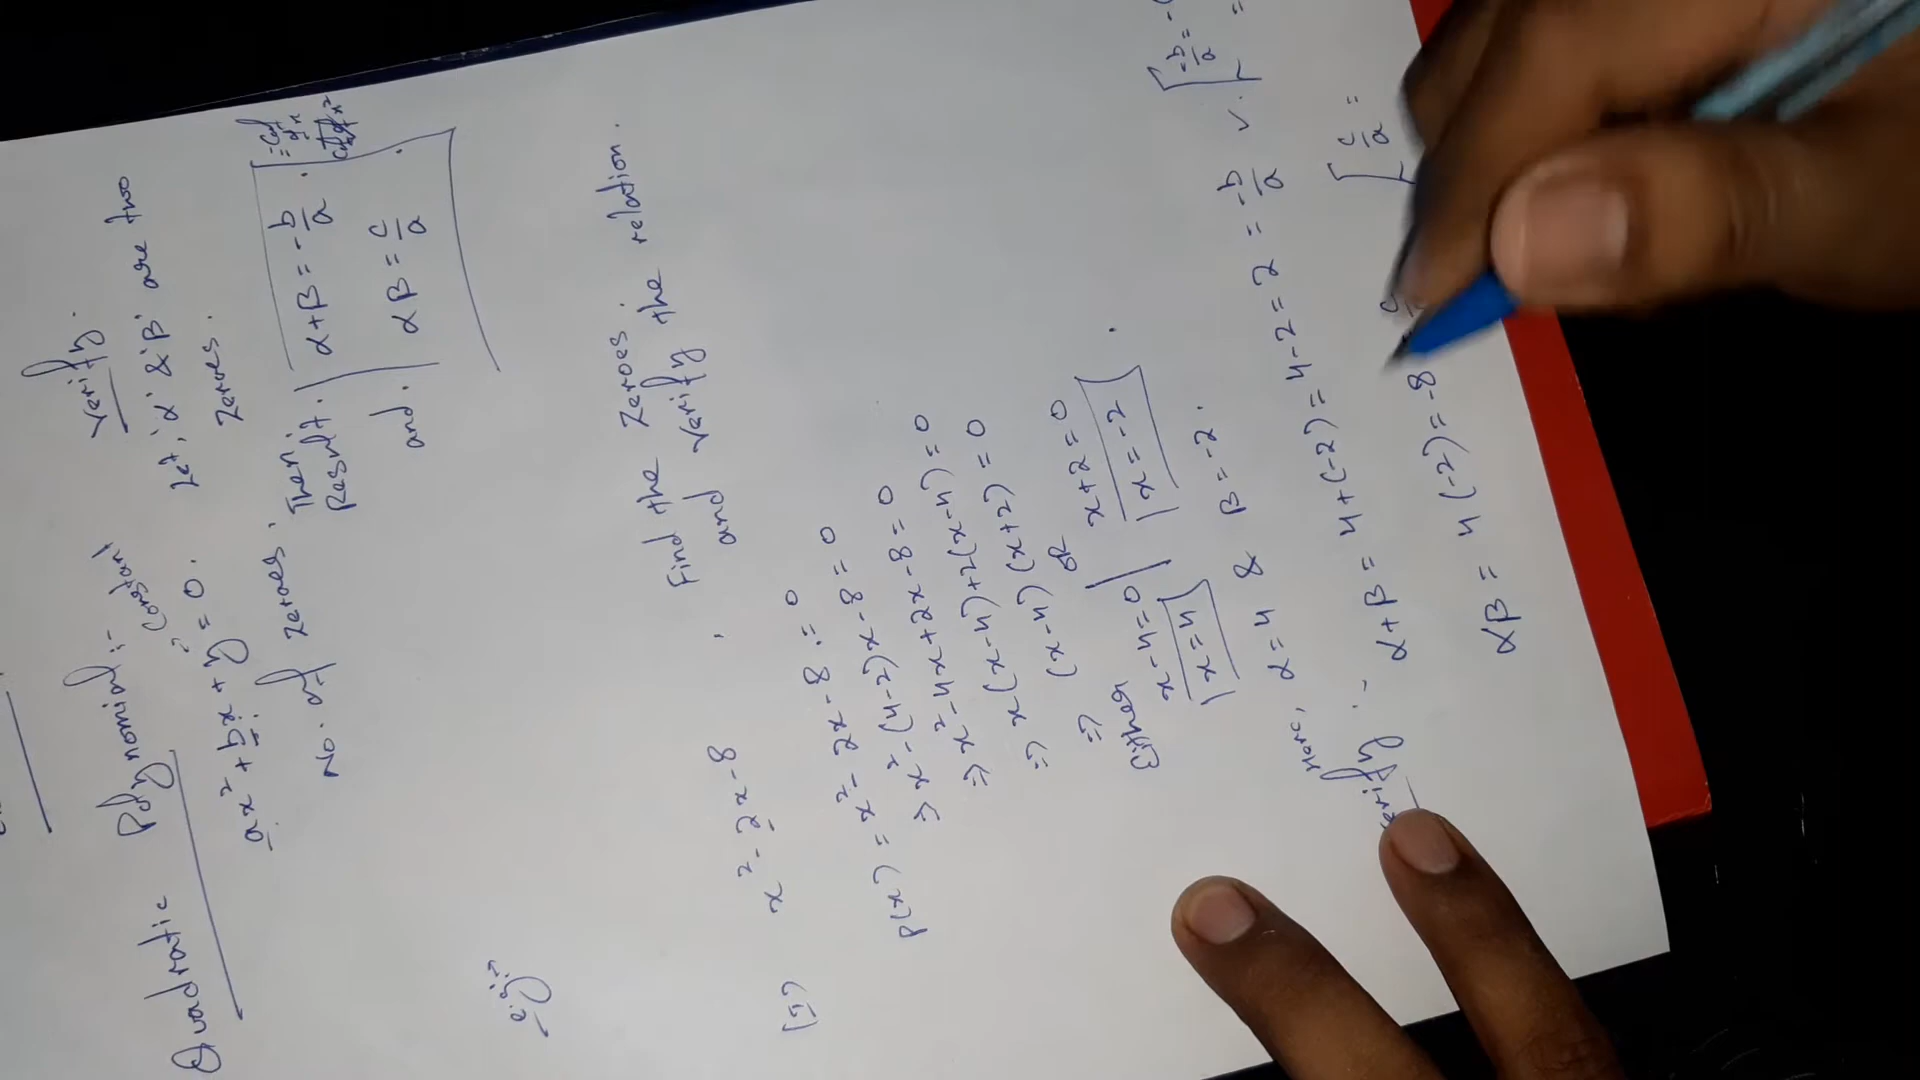 Quadratic Polynomial :-
verify.
ax² + bx + y = 0.
"constant
Let, 'α' & 'β' are two
zeroes.
No. of zeroes.
Then
Result.
α+β = -b/a .
and.
αβ = c/a .
e.g:-
Find the zeroes.
and verify the relation.
(i) x² - 2x - 8 ,
P(x) = x² - 2x - 8 = 0
⇒ x² - (4-2)x - 8 = 0
⇒ x² - 4x + 2x - 8 = 0
⇒ x(x-4) + 2(x-4) = 0
⇒ (x-4) (x+2) = 0
Either
x-4=0 or x+2=0
x=4 x=-2 .
Here, α = 4 & β = -2.
Verify :- α+β = 4+(-2) = 4-2 = 2 = -b/a ✓. [-b/a = -
αβ = 4(-2) = -8 [c/a =